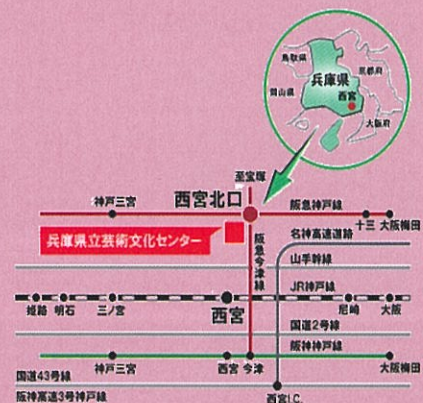 鳥取県
京都府
兵庫県
岡山県
西宮
大阪府
至宝塚
神戸三宮
西宮北口
阪急神戸線
十三
大阪梅田
兵庫県立芸術文化センター
阪急今津線
名神高速道路
山手幹線
JR神戸線
姫路
明石
三ノ宮
西宮
尼崎
大阪
国道2号線
阪神神戸線
神戸三宮
西宮
今津
大阪梅田
国道43号線
阪神高速3号神戸線
西宮I.C.